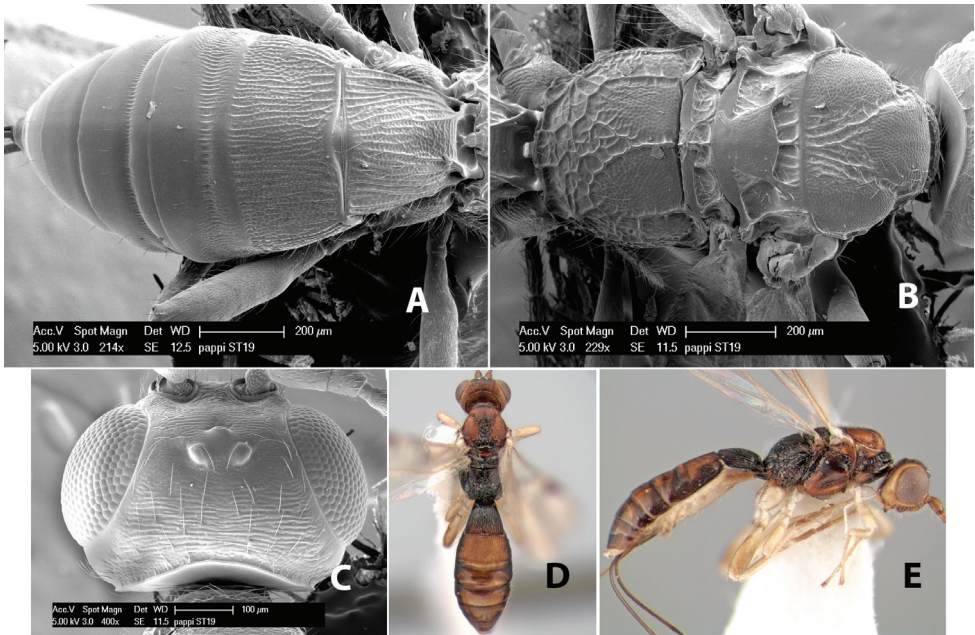 A
Acc.V Spot Magn Det WD 200 µm
5.00 kV 3.0 214x SE 12.5 pappi ST19
B
Acc.V Spot Magn Det WD 200 µm
5.00 kV 3.0 229x SE 11.5 pappi ST19
C
Acc.V Spot Magn Det WD 100 µm
5.00 kV 3.0 400x SE 11.5 pappi ST19
D
E